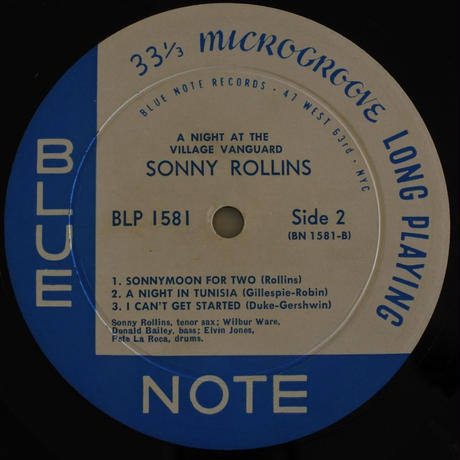 33⅓ MICROGROOVE LONG PLAYING
BLUE NOTE RECORDS • 47 WEST 63rd • NYC
A NIGHT AT THE
VILLAGE VANGUARD
SONNY ROLLINS
BLP 1581
Side 2
(BN 1581-B)
1. SONNYMOON FOR TWO (Rollins)
2. A NIGHT IN TUNISIA (Gillespie-Robin)
3. I CAN'T GET STARTED (Duke-Gershwin)
Sonny Rollins, tenor sax; Wilbur Ware,
Donald Bailey, bass; Elvin Jones,
Pete La Roca, drums.
BLUE
NOTE